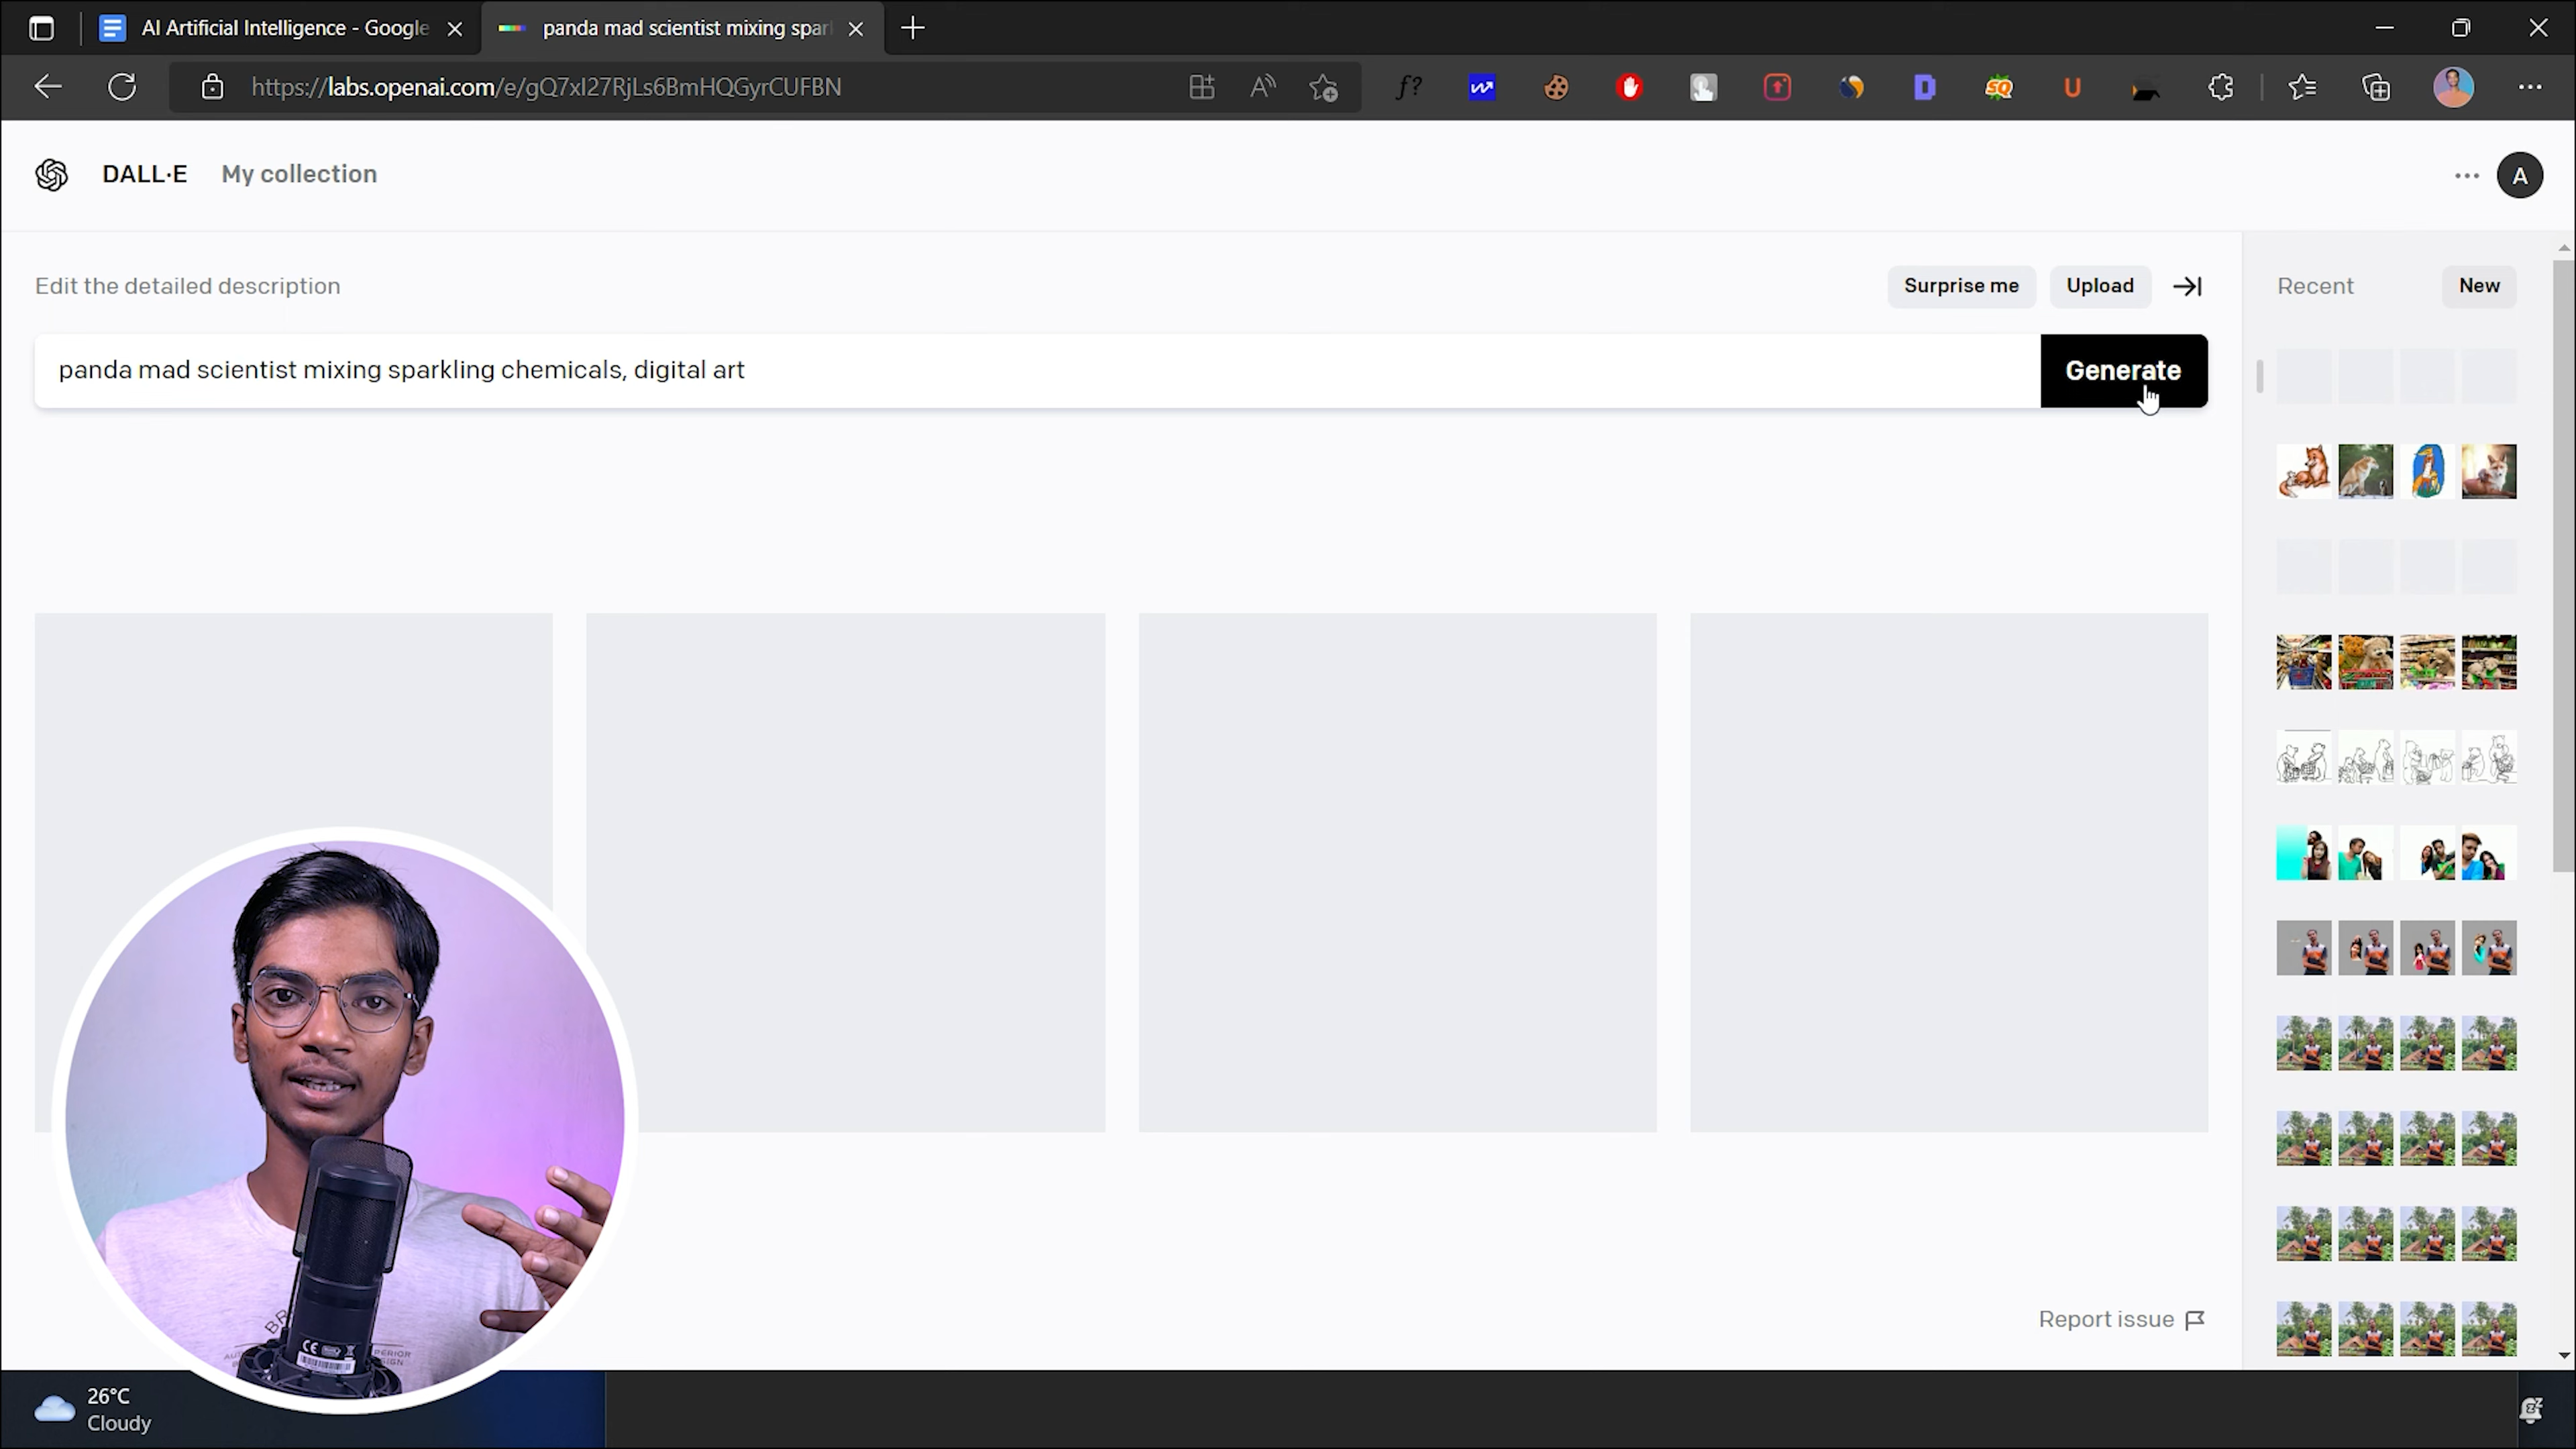 AI Artificial Intelligence - Google
panda mad scientist mixing spar
https://labs.openai.com/e/gQ7xI27RjLs6BmHQGyrCUFBN
DALL·E
My collection
A
Edit the detailed description
Surprise me
Upload
Recent
New
panda mad scientist mixing sparkling chemicals, digital art
Generate
Report issue
26°C
Cloudy